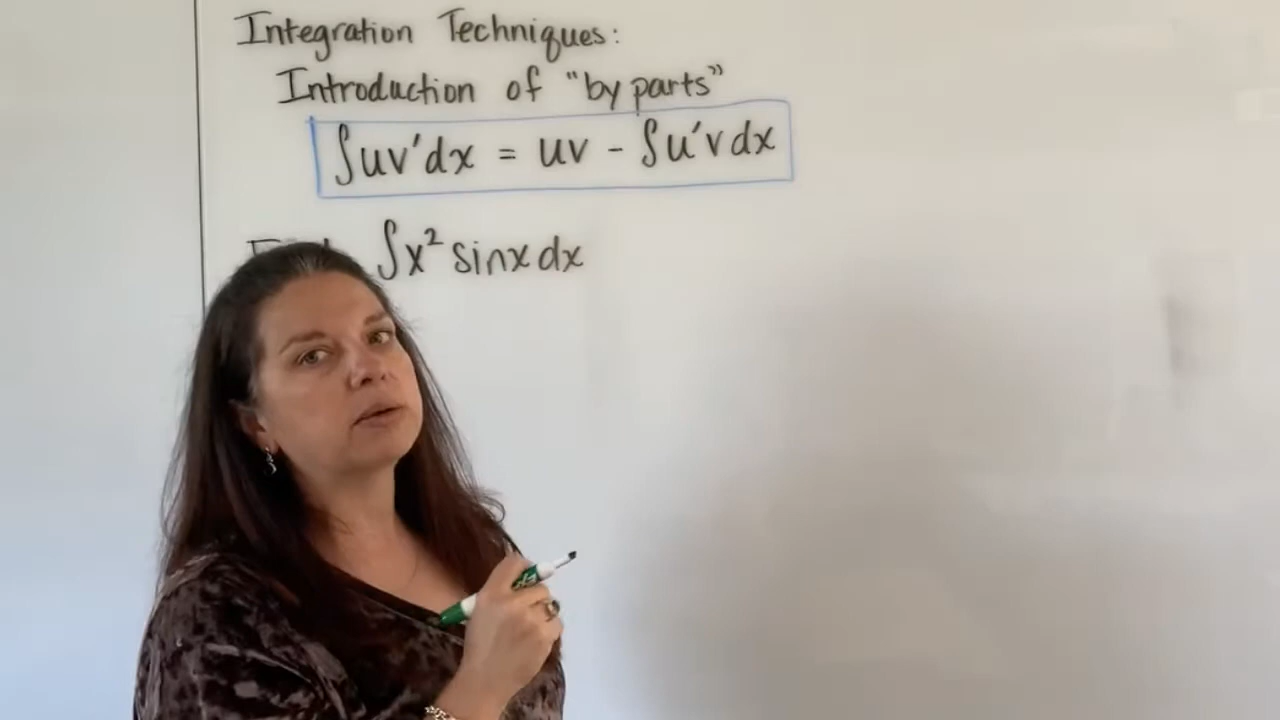 Integration Techniques:
Introduction of "by parts"
∫uv'dx = uv - ∫u'vdx
∫x² sinx dx